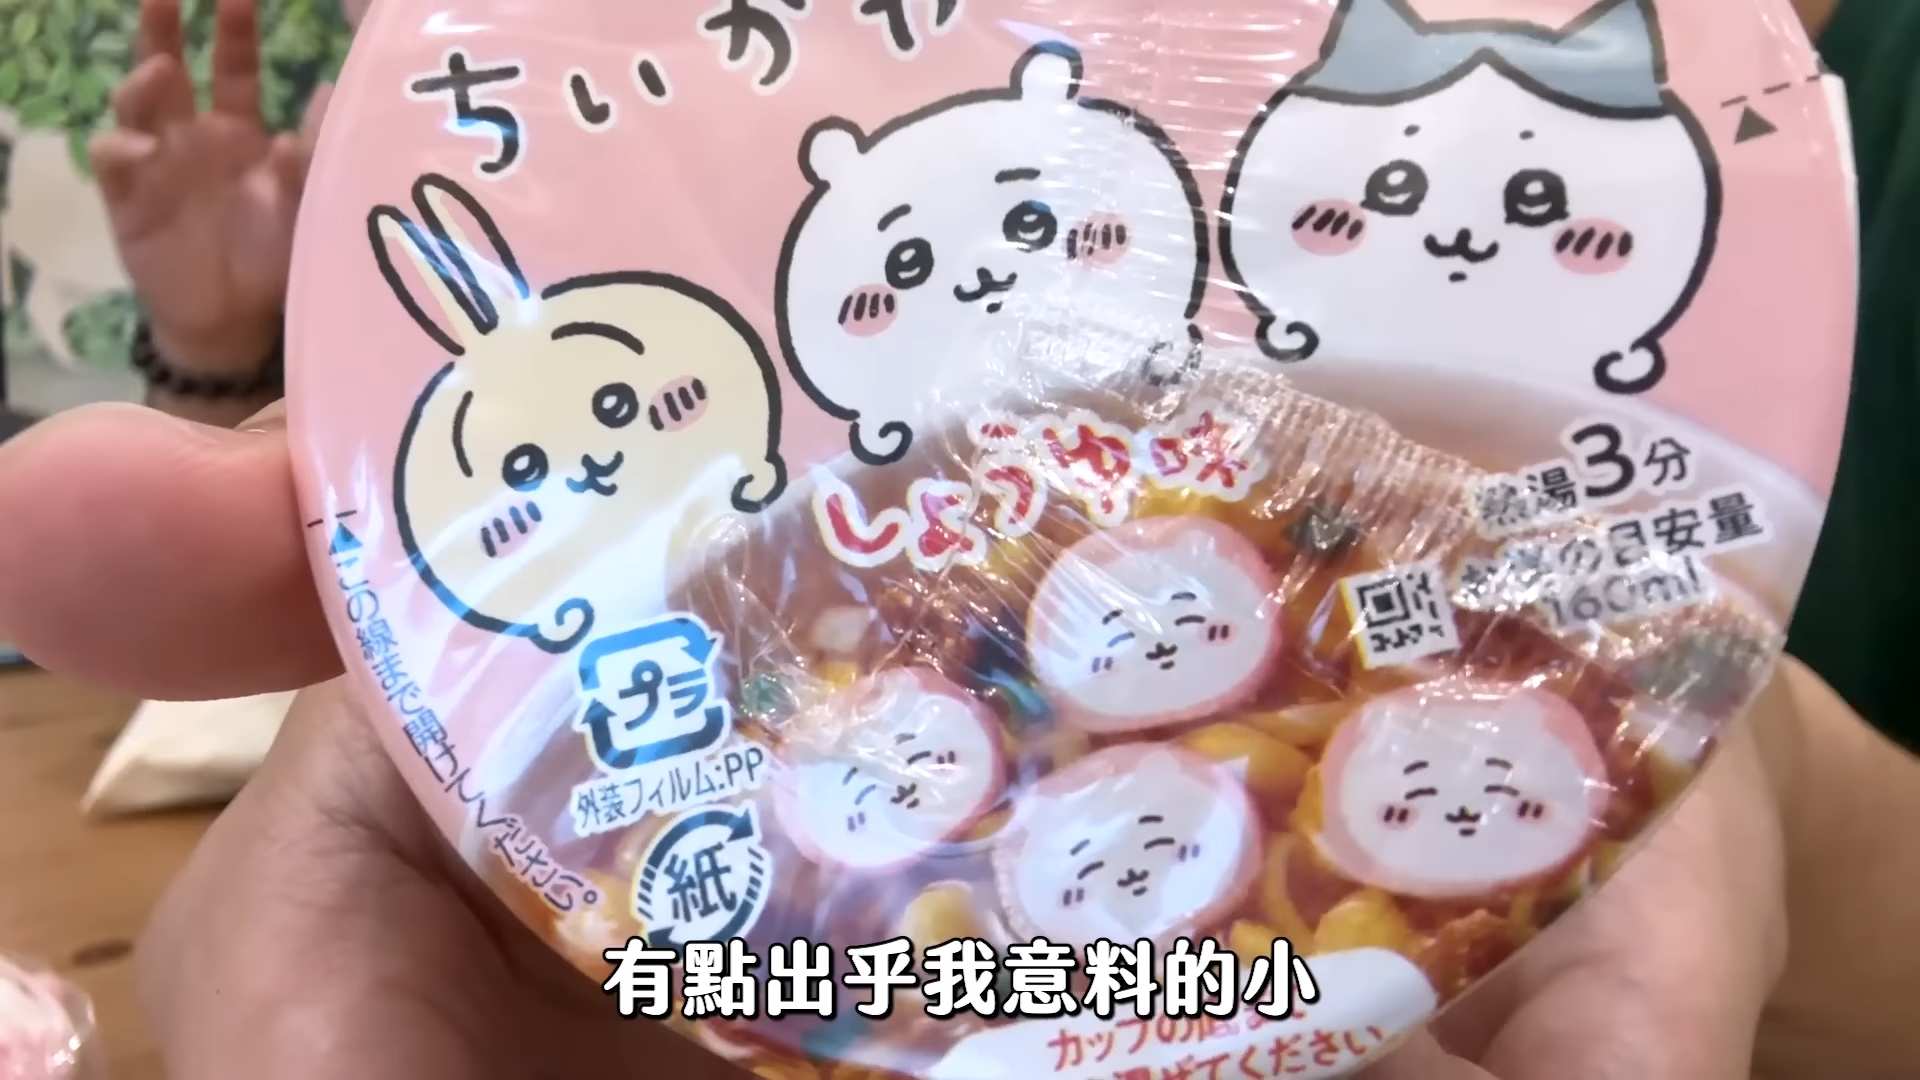 ちいかわ
しょうゆ味
熱湯3分
お湯の目安量
160ml
この線まで開けてください。
プラ
外装フィルム:PP
紙
有點出乎我意料的小
カップの底まで
混ぜてください